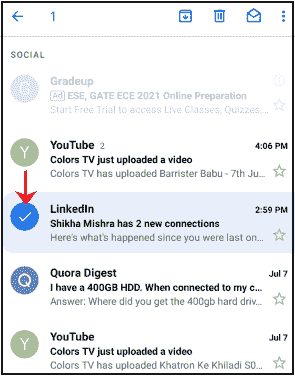 1
SOCIAL
Gradeup
Ad ESE, GATE ECE 2021 Online Preparation
Start Free Trial to access Live Classes, Quizzes,...
Y
YouTube 2 4:06 PM
Colors TV just uploaded a video
Colors TV has uploaded Barrister Babu - 7th Ju...
LinkedIn 2:59 PM
Shikha Mishra has 2 new connections
Here's what's happened since you were last on...
Quora Digest Jul 7
I have a 400GB HDD. When connected to my c...
Answer: Where did you get the 400gb hard driv...
Y
YouTube Jul 7
Colors TV just uploaded a video
Colors TV has uploaded Khatron Ke Khiladi S0...